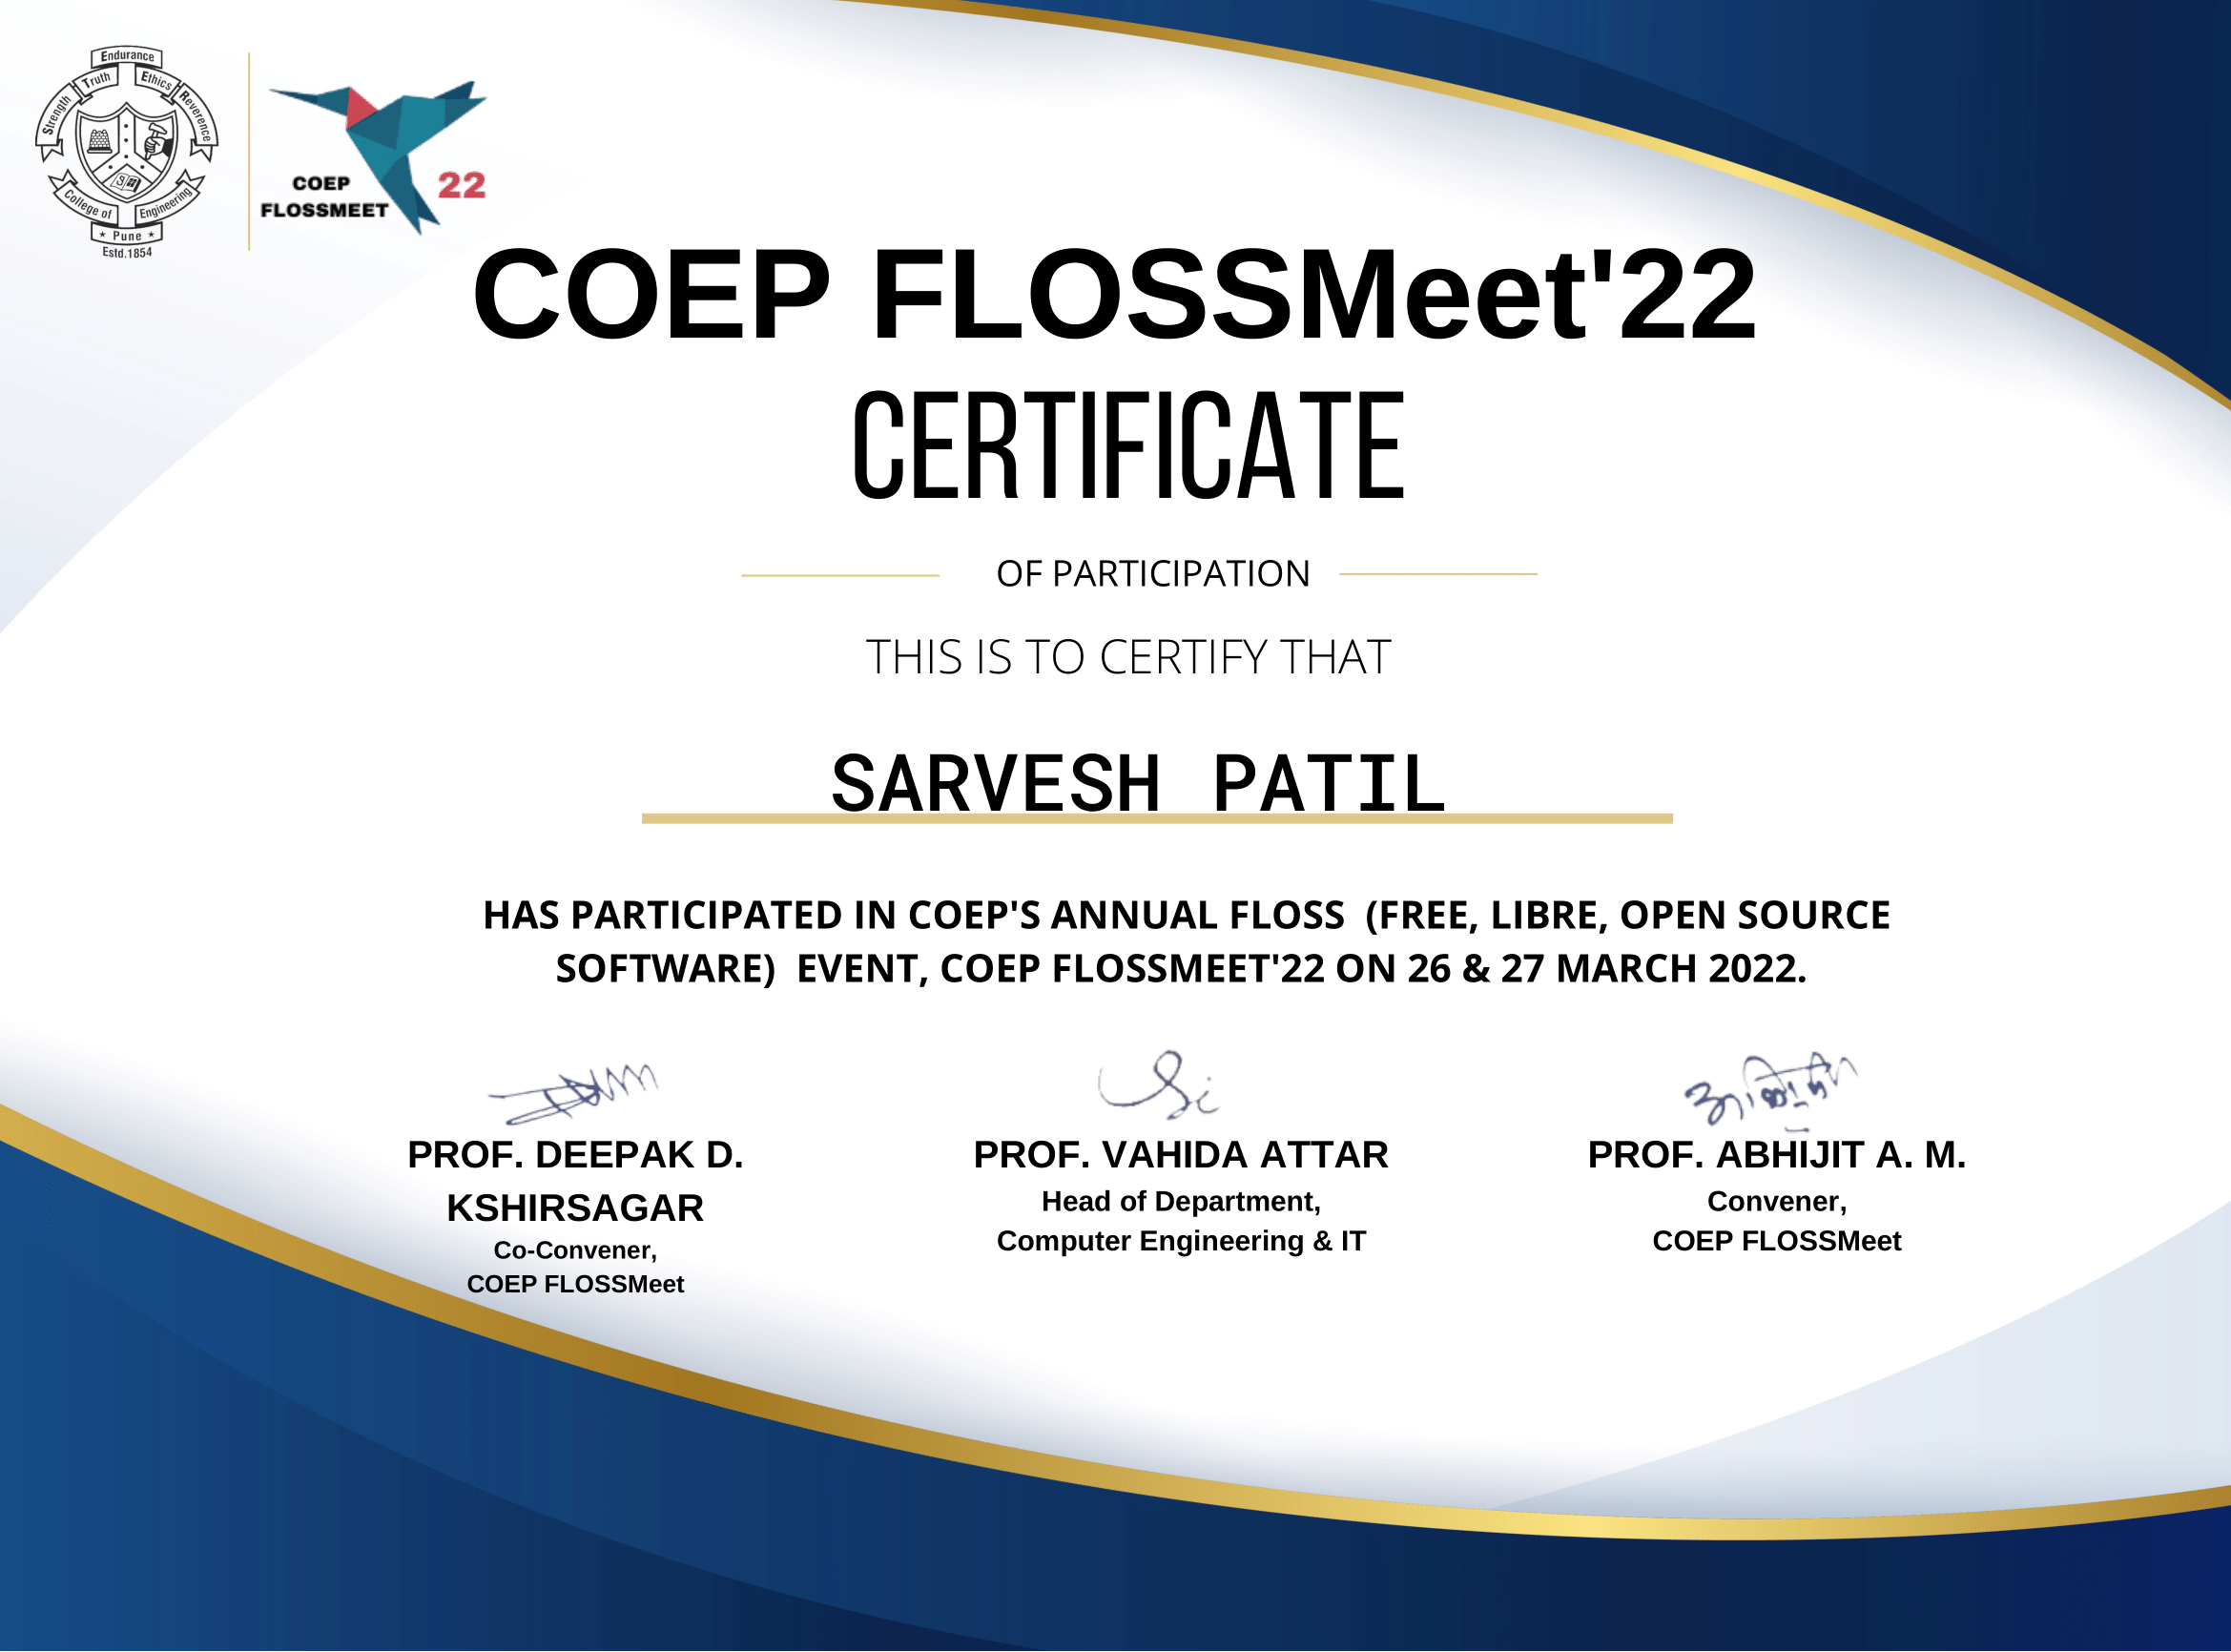 Endurance
Truth
Ethics
Strength
Reverence
College of
Engineering
Pune
Estd.1854
COEP
FLOSSMEET
22
COEP FLOSSMeet'22
CERTIFICATE
OF PARTICIPATION
THIS IS TO CERTIFY THAT
SARVESH PATIL
HAS PARTICIPATED IN COEP'S ANNUAL FLOSS (FREE, LIBRE, OPEN SOURCE
SOFTWARE) EVENT, COEP FLOSSMEET'22 ON 26 & 27 MARCH 2022.
PROF. DEEPAK D.
KSHIRSAGAR
Co-Convener,
COEP FLOSSMeet
PROF. VAHIDA ATTAR
Head of Department,
Computer Engineering & IT
PROF. ABHIJIT A. M.
Convener,
COEP FLOSSMeet